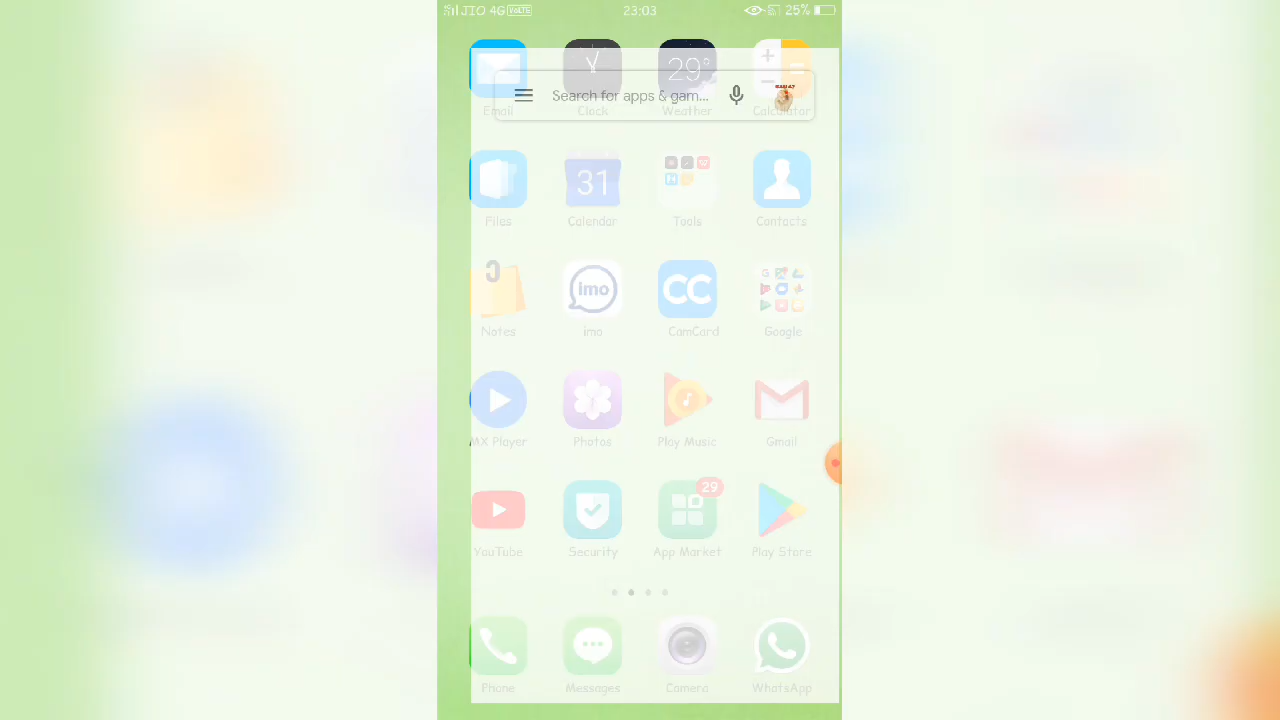 JIO 4G VoLTE 23:03 25%
29°
Search for apps & gam...
Email Clock Weather Calculator
31
Files Calendar Tools Contacts
imo CC
Notes imo CamCard Google
MX Player Photos Play Music Gmail
29
YouTube Security App Market Play Store
Phone Messages Camera WhatsApp